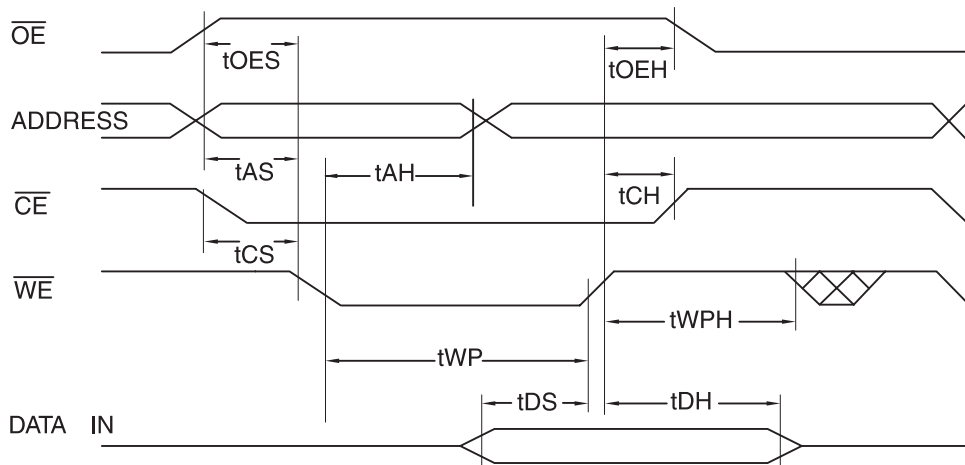 OE
tOES
tOEH
ADDRESS
tAS
tAH
tCH
CE
tCS
WE
tWPH
tWP
tDS
tDH
DATA IN